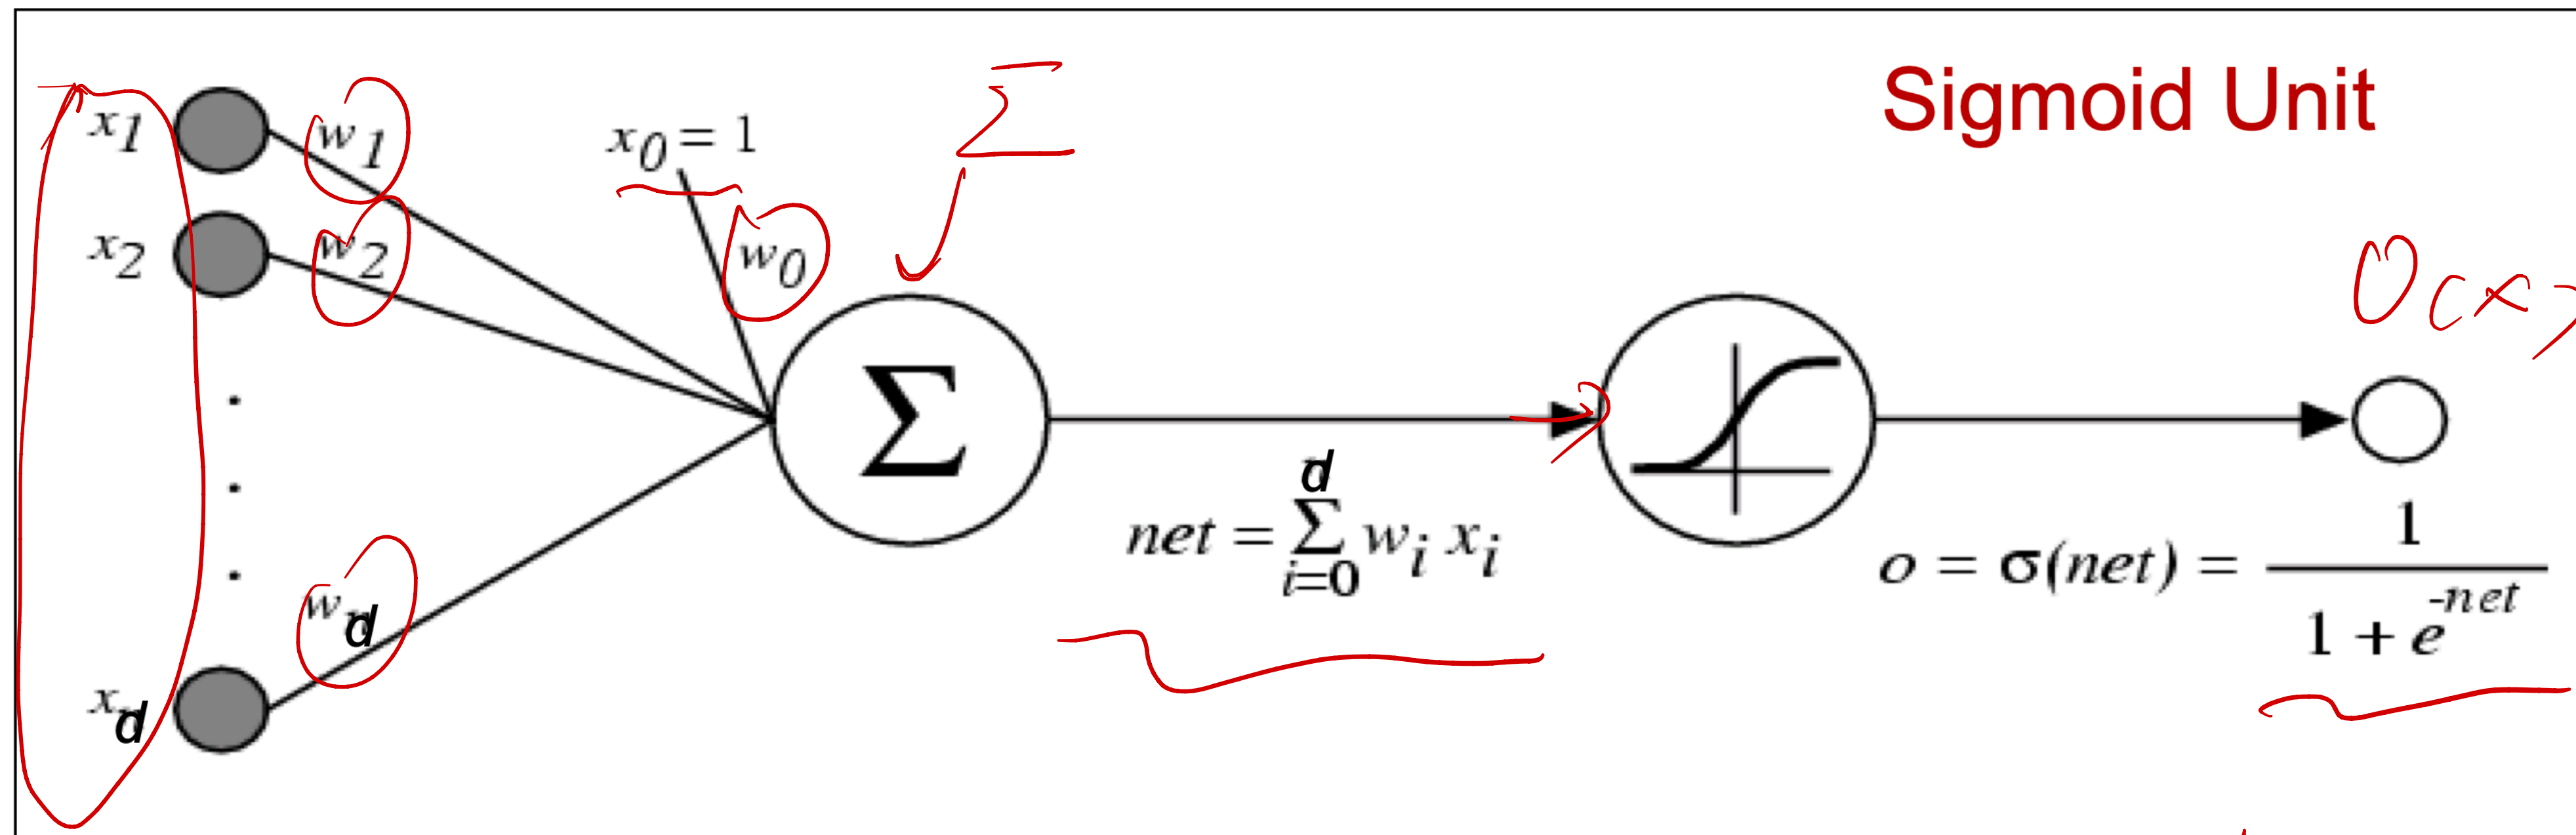 Sigmoid Unit
x1
w1
x0 = 1
Σ
x2
w2
w0
O(x)
Σ
.
.
.
wd
xd
net = Σ(i=0 to d) wi xi
o = σ(net) = 1 / (1 + e^-net)